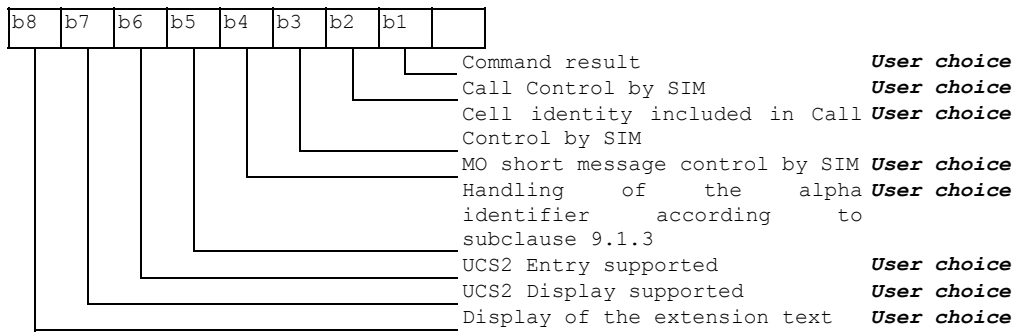 b8 b7 b6 b5 b4 b3 b2 b1
Command result User choice
Call Control by SIM User choice
Cell identity included in Call User choice
Control by SIM
MO short message control by SIM User choice
Handling of the alpha User choice
identifier according to
subclause 9.1.3
UCS2 Entry supported User choice
UCS2 Display supported User choice
Display of the extension text User choice